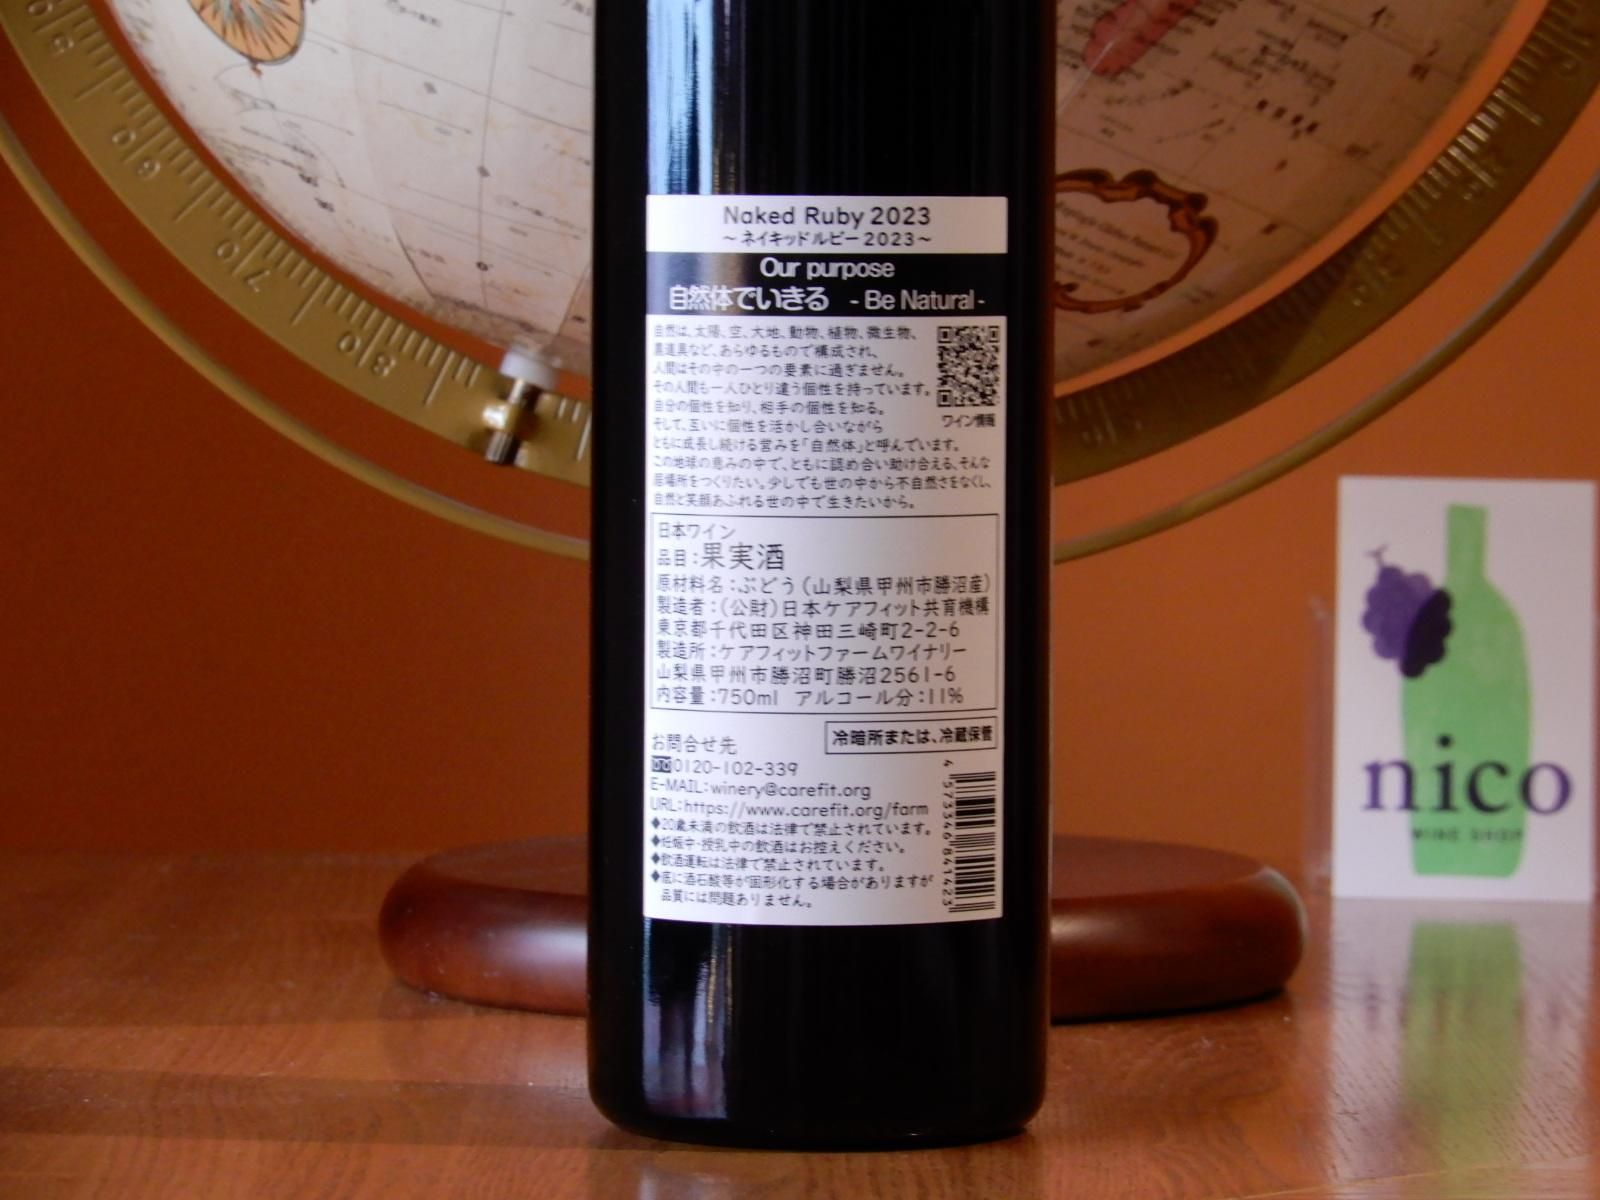 Naked Ruby 2023
～ネイキッドルビー2023～
Our purpose
自然体でいきる -Be Natural-
自然は、太陽、空、大地、動物、植物、微生物、
農道具など、あらゆるもので構成され、
人間はその中の一つの要素に過ぎません。
その人間も一人ひとり違う個性を持っています。
自分の個性を知り、相手の個性を知る。
そして、互いに個性を活かし合いながら
ともに成長し続ける営みを「自然体」と呼んでいます。
この地球の恵みの中で、ともに認め合い助け合える、そんな
居場所をつくりたい。少しでも世の中から不自然さをなくし、
自然と笑顔あふれる世の中で生きたいから。
ワイン情報
日本ワイン
品目：果実酒
原材料名：ぶどう（山梨県甲州市勝沼産）
製造者：（公財）日本ケアフィット共育機構
東京都千代田区神田三崎町2-2-6
製造所：ケアフィットファームワイナリー
山梨県甲州市勝沼町勝沼2561-6
内容量：750ml アルコール分：11%
冷暗所または、冷蔵保管
お問合せ先
0120-102-339
E-MAIL：winery@carefit.org
URL：https://www.carefit.org/farm
◆20歳未満の飲酒は法律で禁止されています。
◆妊娠中・授乳中の飲酒はお控えください。
◆飲酒運転は法律で禁止されています。
◆底に酒石酸等が固形化する場合がありますが
品質には問題ありません。
4 573346 841423
nico
WINE SHOP